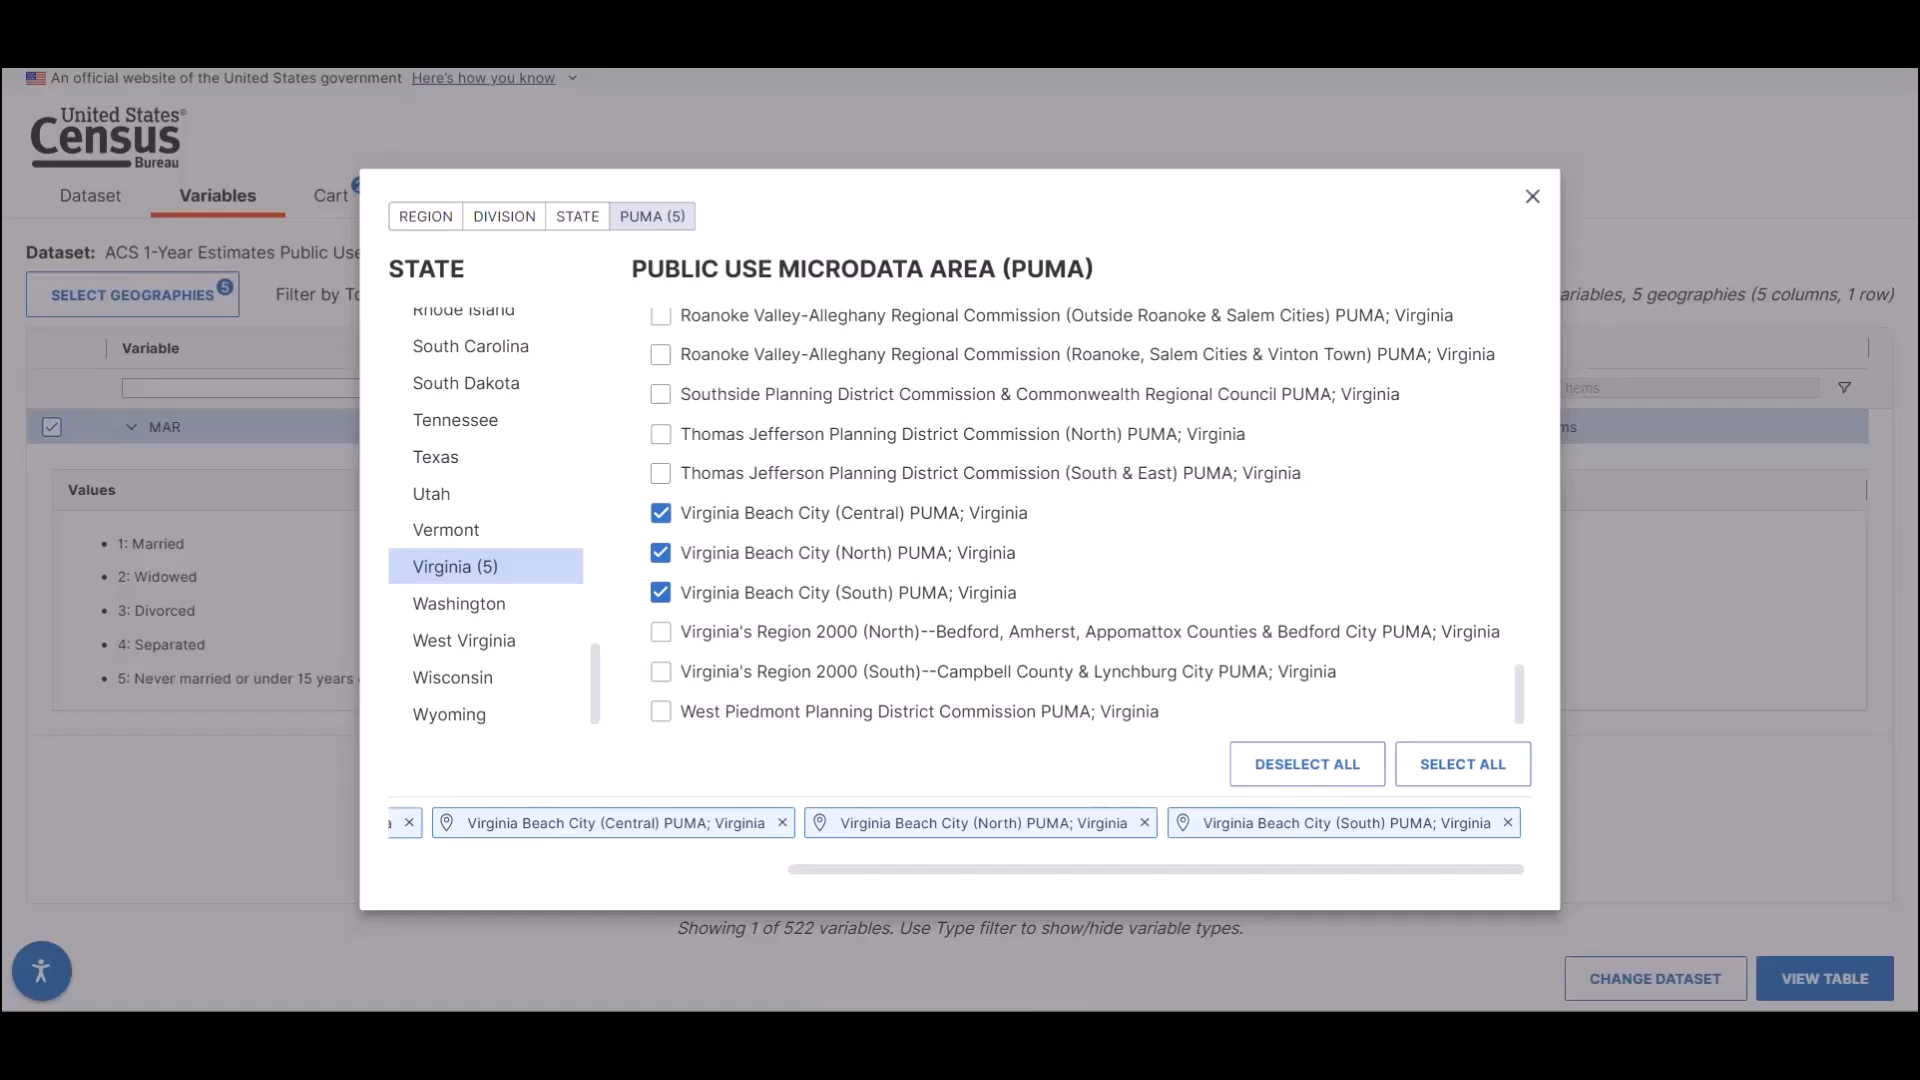 An official website of the United States government Here's how you know
United States®
Census
Bureau
Dataset Variables Cart
Dataset: ACS 1-Year Estimates Public Use
SELECT GEOGRAPHIES 5 Filter by To
ariables, 5 geographies (5 columns, 1 row)
Variable
Items
MAR
ms
Values
1: Married
2: Widowed
3: Divorced
4: Separated
5: Never married or under 15 years
REGION DIVISION STATE PUMA (5)
STATE
Rhode Island
South Carolina
South Dakota
Tennessee
Texas
Utah
Vermont
Virginia (5)
Washington
West Virginia
Wisconsin
Wyoming
PUBLIC USE MICRODATA AREA (PUMA)
Roanoke Valley-Alleghany Regional Commission (Outside Roanoke & Salem Cities) PUMA; Virginia
Roanoke Valley-Alleghany Regional Commission (Roanoke, Salem Cities & Vinton Town) PUMA; Virginia
Southside Planning District Commission & Commonwealth Regional Council PUMA; Virginia
Thomas Jefferson Planning District Commission (North) PUMA; Virginia
Thomas Jefferson Planning District Commission (South & East) PUMA; Virginia
Virginia Beach City (Central) PUMA; Virginia
Virginia Beach City (North) PUMA; Virginia
Virginia Beach City (South) PUMA; Virginia
Virginia's Region 2000 (North)--Bedford, Amherst, Appomattox Counties & Bedford City PUMA; Virginia
Virginia's Region 2000 (South)--Campbell County & Lynchburg City PUMA; Virginia
West Piedmont Planning District Commission PUMA; Virginia
DESELECT ALL SELECT ALL
a Virginia Beach City (Central) PUMA; Virginia Virginia Beach City (North) PUMA; Virginia Virginia Beach City (South) PUMA; Virginia
Showing 1 of 522 variables. Use Type filter to show/hide variable types.
CHANGE DATASET VIEW TABLE